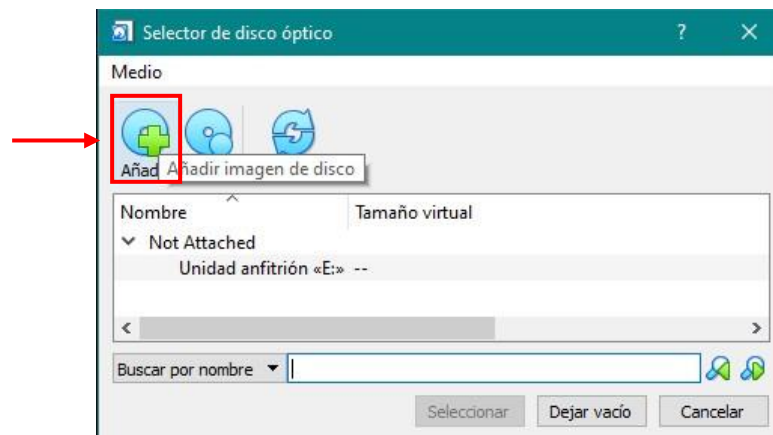 Selector de disco óptico ?
Medio
Añad
Añadir imagen de disco
Nombre Tamaño virtual
Not Attached
Unidad anfitrión «E:» --
Buscar por nombre
Seleccionar Dejar vacío Cancelar